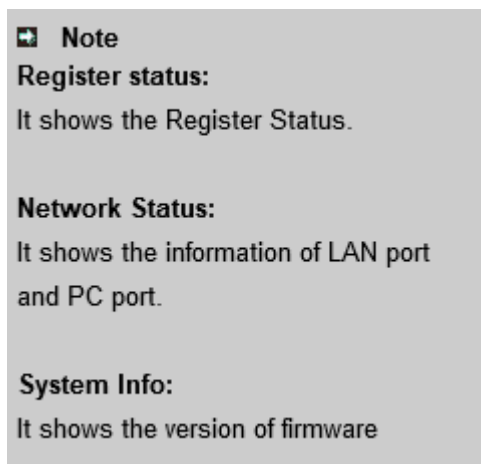 Note
Register status:
It shows the Register Status.
Network Status:
It shows the information of LAN port
and PC port.
System Info:
It shows the version of firmware